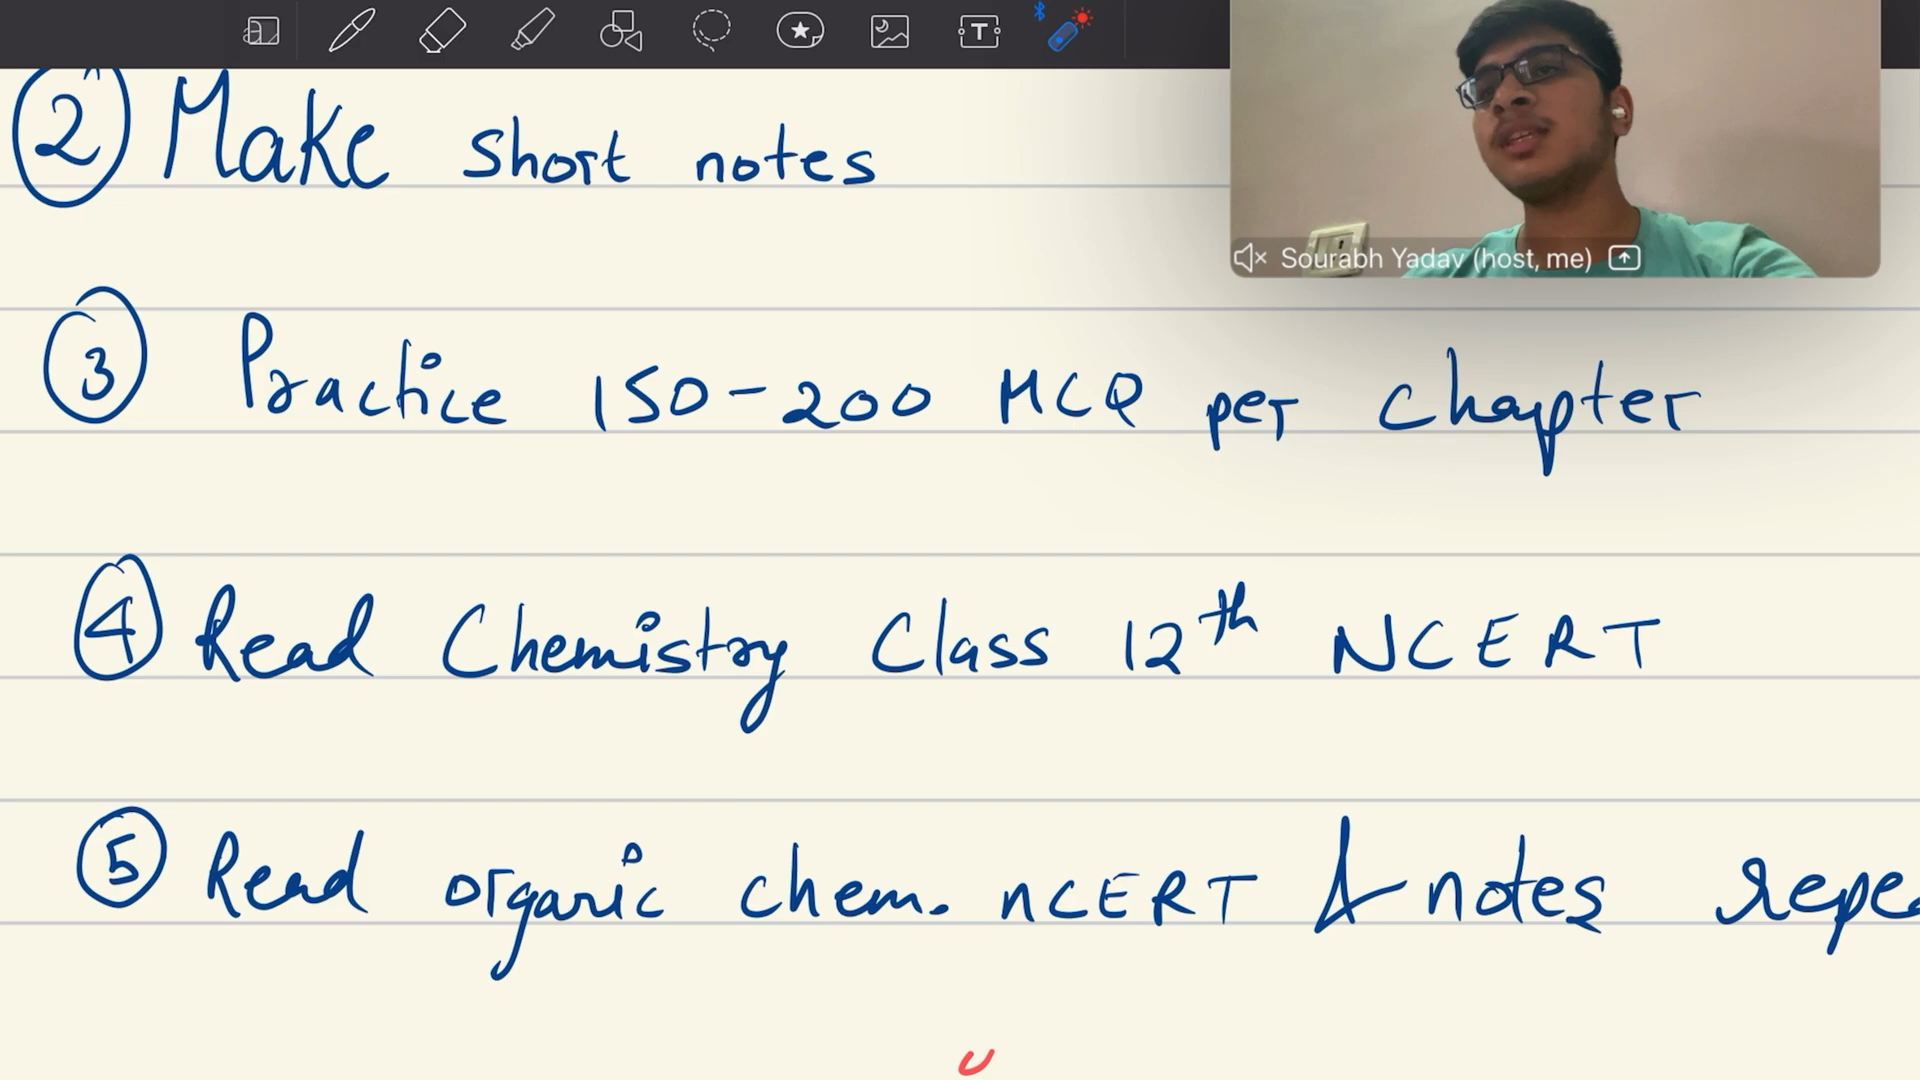 ② Make short notes
Sourabh Yadav (host, me)
③ Practice 150-200 MCQ per chapter
④ Read Chemistry Class 12th NCERT
⑤ Read organic chem. NCERT & notes